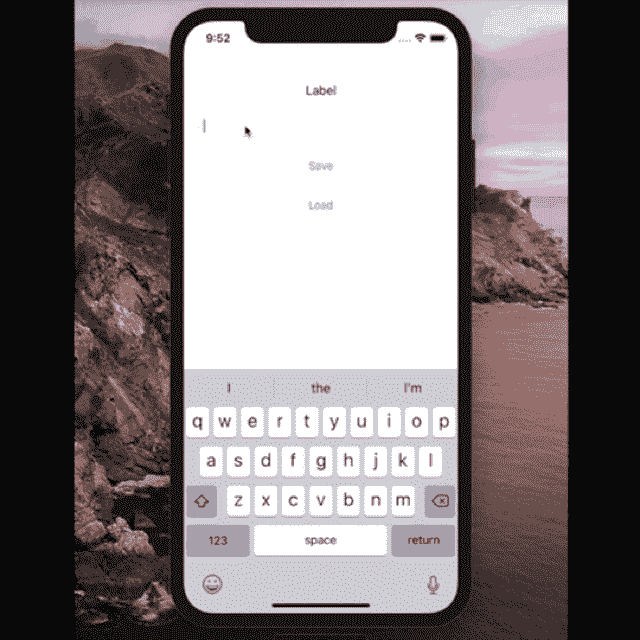 9:52
Label
Save
Load
I the I'm
q w e r t y u i o p
a s d f g h j k l
z x c v b n m
123 space return